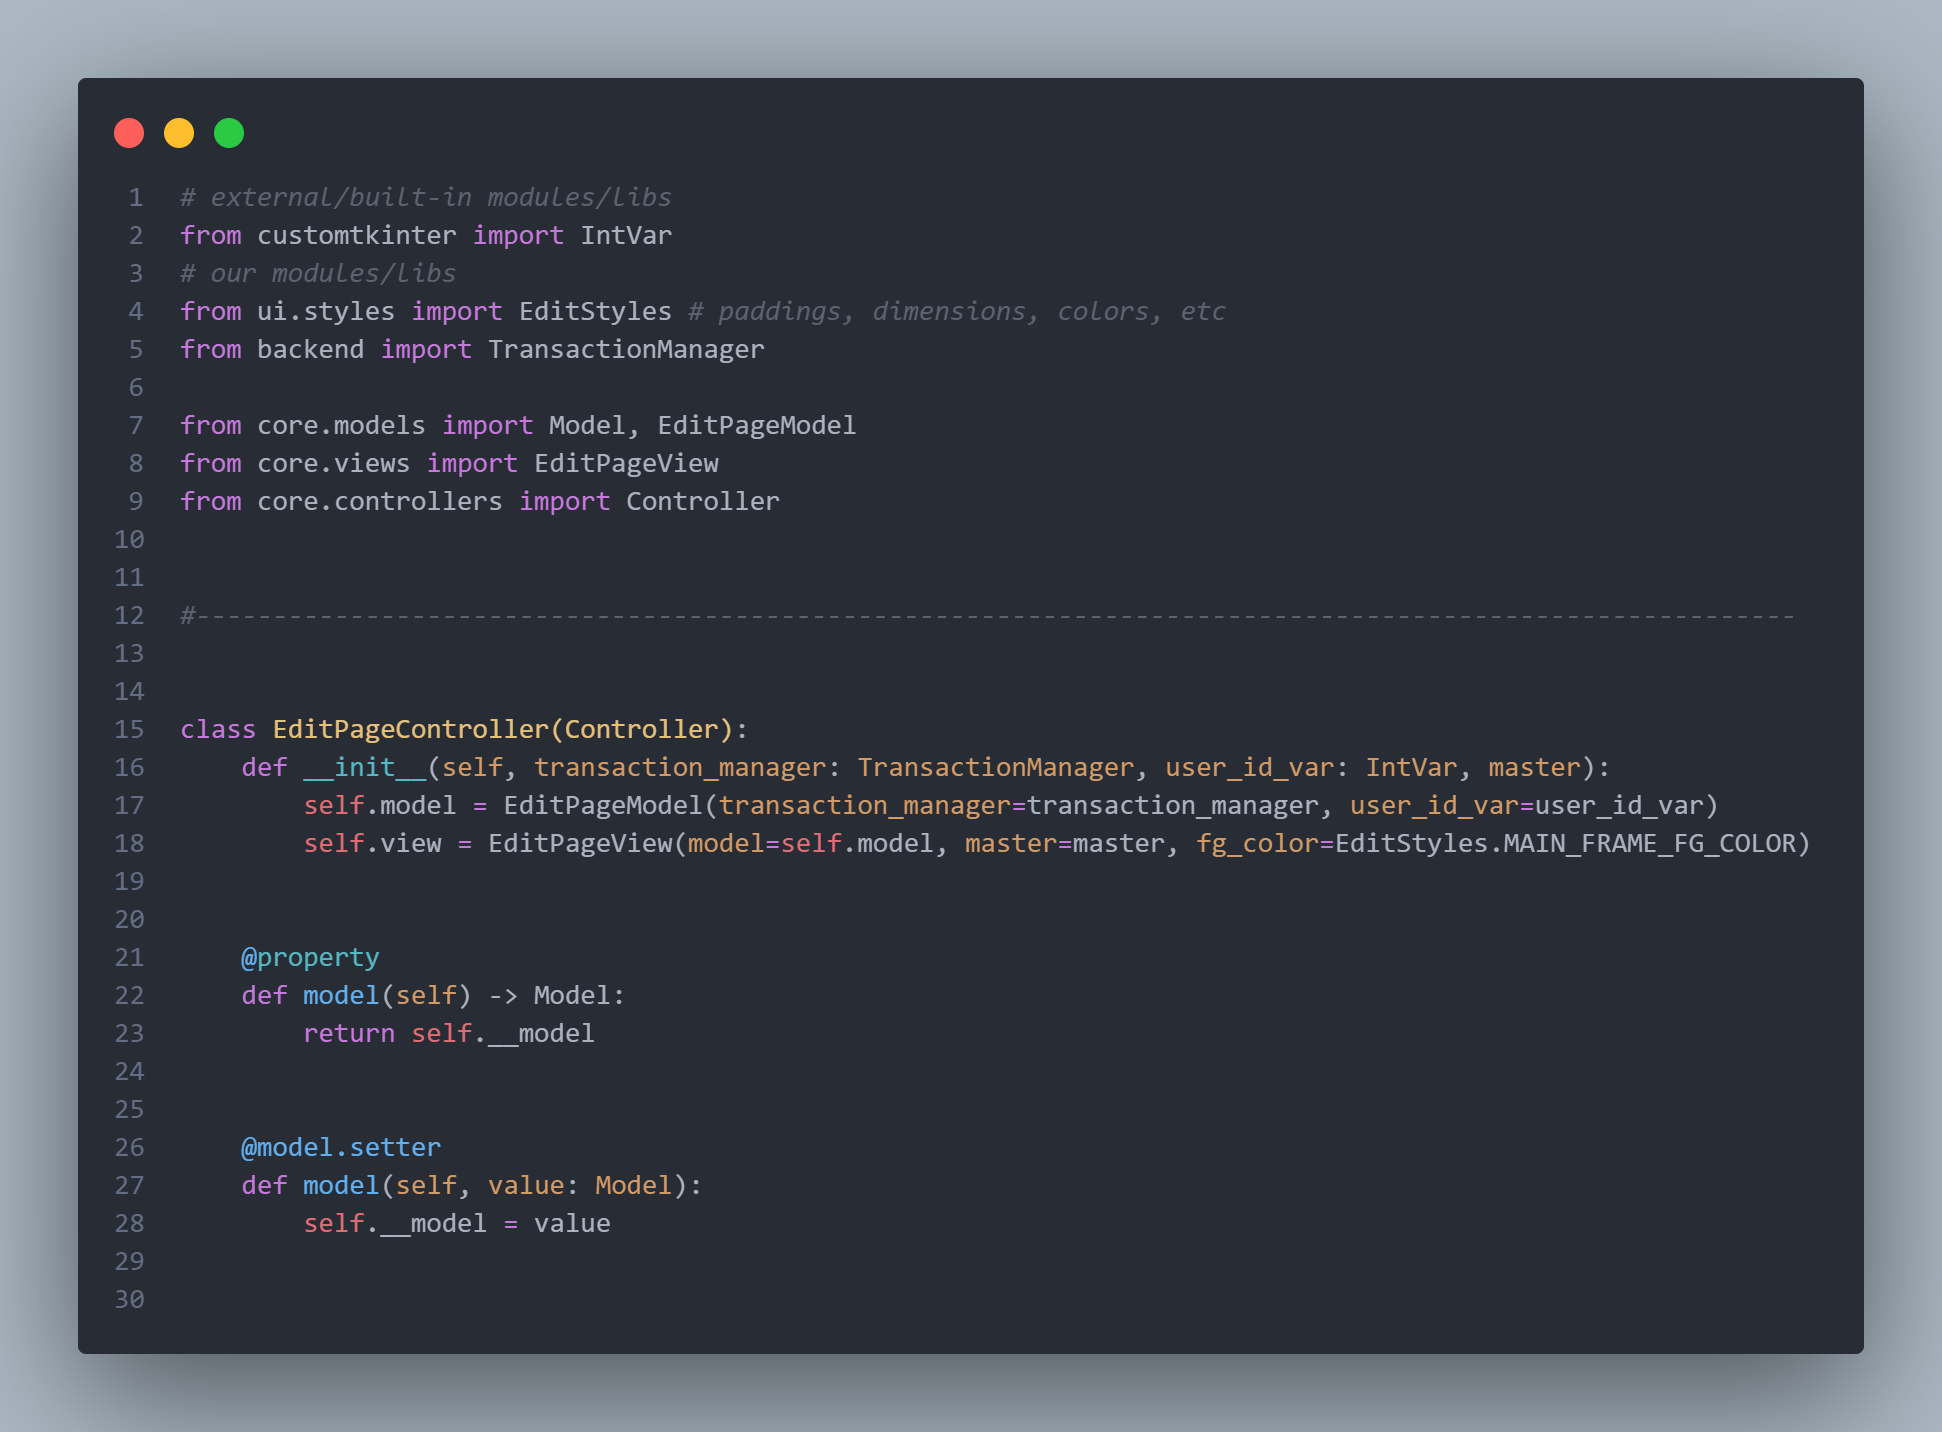 1 # external/built-in modules/libs
2 from customtkinter import IntVar
3 # our modules/libs
4 from ui.styles import EditStyles # paddings, dimensions, colors, etc
5 from backend import TransactionManager
6
7 from core.models import Model, EditPageModel
8 from core.views import EditPageView
9 from core.controllers import Controller
10
11
12 #--------------------------------------------------------------------------------------------------------
13
14
15 class EditPageController(Controller):
16     def __init__(self, transaction_manager: TransactionManager, user_id_var: IntVar, master):
17         self.model = EditPageModel(transaction_manager=transaction_manager, user_id_var=user_id_var)
18         self.view = EditPageView(model=self.model, master=master, fg_color=EditStyles.MAIN_FRAME_FG_COLOR)
19
20
21     @property
22     def model(self) -> Model:
23         return self.__model
24
25
26     @model.setter
27     def model(self, value: Model):
28         self.__model = value
29
30